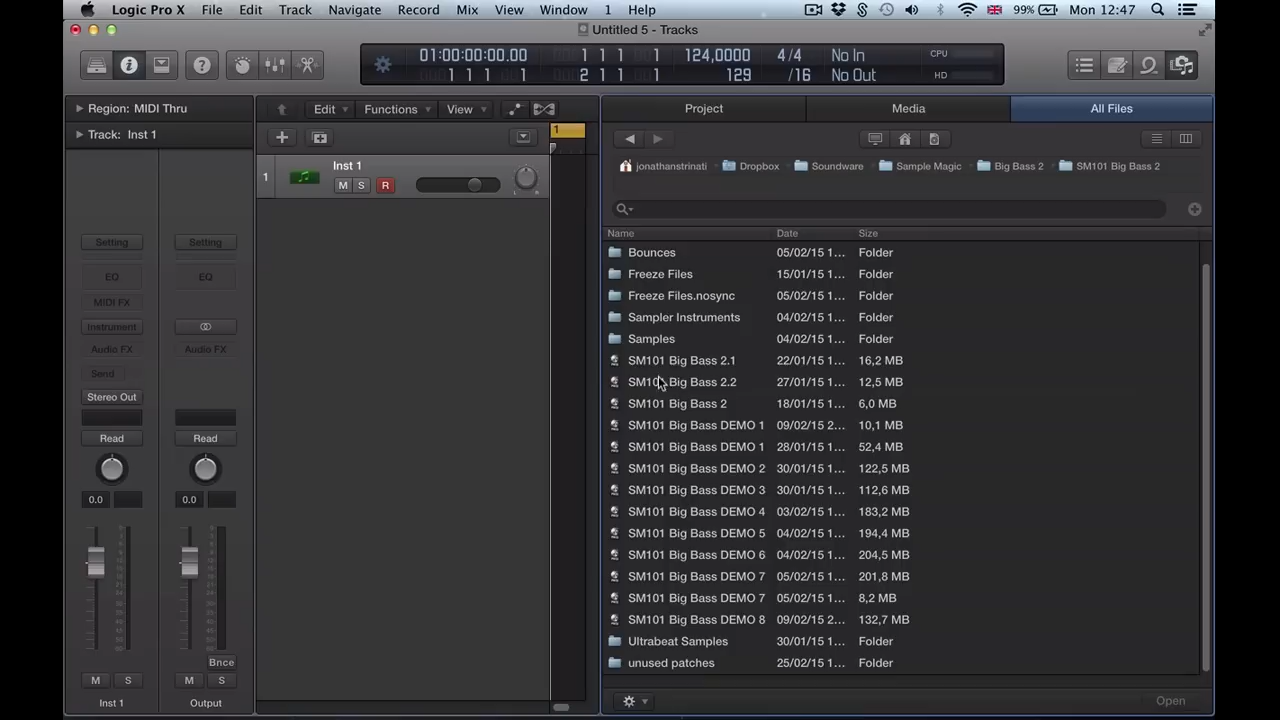 Logic Pro X File Edit Track Navigate Record Mix View Window 1 Help 99% Mon 12:47
Untitled 5 - Tracks
01:00:00:00.00 1 1 1 1 124,0000 4/4 No In CPU
1 1 1 1 2 1 1 1 129 /16 No Out HD
Region: MIDI Thru
Track: Inst 1
Edit Functions View
Project Media All Files
1
jonathanstrinati Dropbox Soundware Sample Magic Big Bass 2 SM101 Big Bass 2
1 Inst 1
M S R
L R
Name Date Size
Bounces 05/02/15 1... Folder
Freeze Files 15/01/15 1... Folder
Freeze Files.nosync 05/02/15 1... Folder
Sampler Instruments 04/02/15 1... Folder
Samples 04/02/15 1... Folder
SM101 Big Bass 2.1 22/01/15 1... 16,2 MB
SM101 Big Bass 2.2 27/01/15 1... 12,5 MB
SM101 Big Bass 2 18/01/15 1... 6,0 MB
SM101 Big Bass DEMO 1 09/02/15 2... 10,1 MB
SM101 Big Bass DEMO 1 28/01/15 1... 52,4 MB
SM101 Big Bass DEMO 2 30/01/15 1... 122,5 MB
SM101 Big Bass DEMO 3 30/01/15 1... 112,6 MB
SM101 Big Bass DEMO 4 03/02/15 1... 183,2 MB
SM101 Big Bass DEMO 5 04/02/15 1... 194,4 MB
SM101 Big Bass DEMO 6 04/02/15 1... 204,5 MB
SM101 Big Bass DEMO 7 05/02/15 1... 201,8 MB
SM101 Big Bass DEMO 7 05/02/15 1... 8,2 MB
SM101 Big Bass DEMO 8 09/02/15 2... 132,7 MB
Ultrabeat Samples 30/01/15 1... Folder
unused patches 25/02/15 1... Folder
Open
Setting Setting
EQ EQ
MIDI FX
Instrument
Audio FX Audio FX
Send
Stereo Out
Read Read
0.0 0.0
Bnce
M S M S
Inst 1 Output